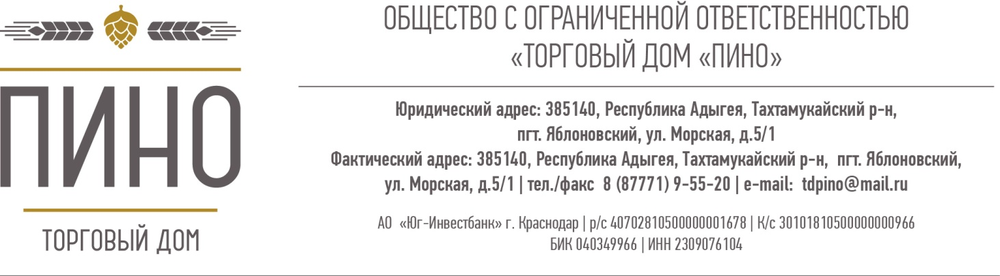 ПИНО
ТОРГОВЫЙ ДОМ
ОБЩЕСТВО С ОГРАНИЧЕННОЙ ОТВЕТСТВЕННОСТЬЮ
«ТОРГОВЫЙ ДОМ «ПИНО»
Юридический адрес: 385140, Республика Адыгея, Тахтамукайский р-н,
пгт. Яблоновский, ул. Морская, д.5/1
Фактический адрес: 385140, Республика Адыгея, Тахтамукайский р-н, пгт. Яблоновский,
ул. Морская, д.5/1 | тел./факс 8 (87771) 9-55-20 | e-mail: tdpino@mail.ru
АО «Юг-Инвестбанк» г. Краснодар | р/с 40702810500000001678 | К/с 30101810500000000966
БИК 040349966 | ИНН 2309076104